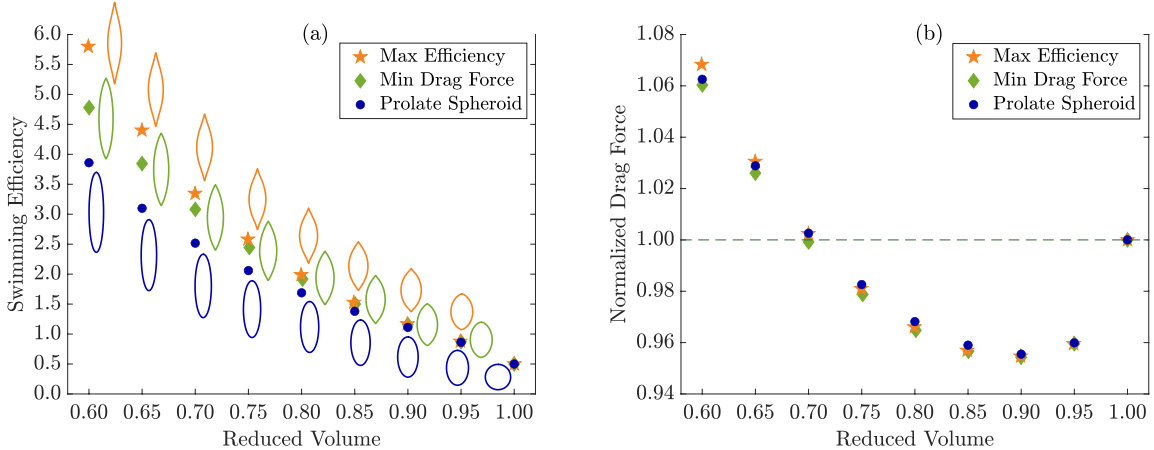 (a)
Swimming Efficiency
6.0
5.5
5.0
4.5
4.0
3.5
3.0
2.5
2.0
1.5
1.0
0.5
0.0
Max Efficiency
Min Drag Force
Prolate Spheroid
0.60 0.65 0.70 0.75 0.80 0.85 0.90 0.95 1.00
Reduced Volume
(b)
Normalized Drag Force
1.08
1.06
1.04
1.02
1.00
0.98
0.96
0.94
Max Efficiency
Min Drag Force
Prolate Spheroid
0.60 0.65 0.70 0.75 0.80 0.85 0.90 0.95 1.00
Reduced Volume